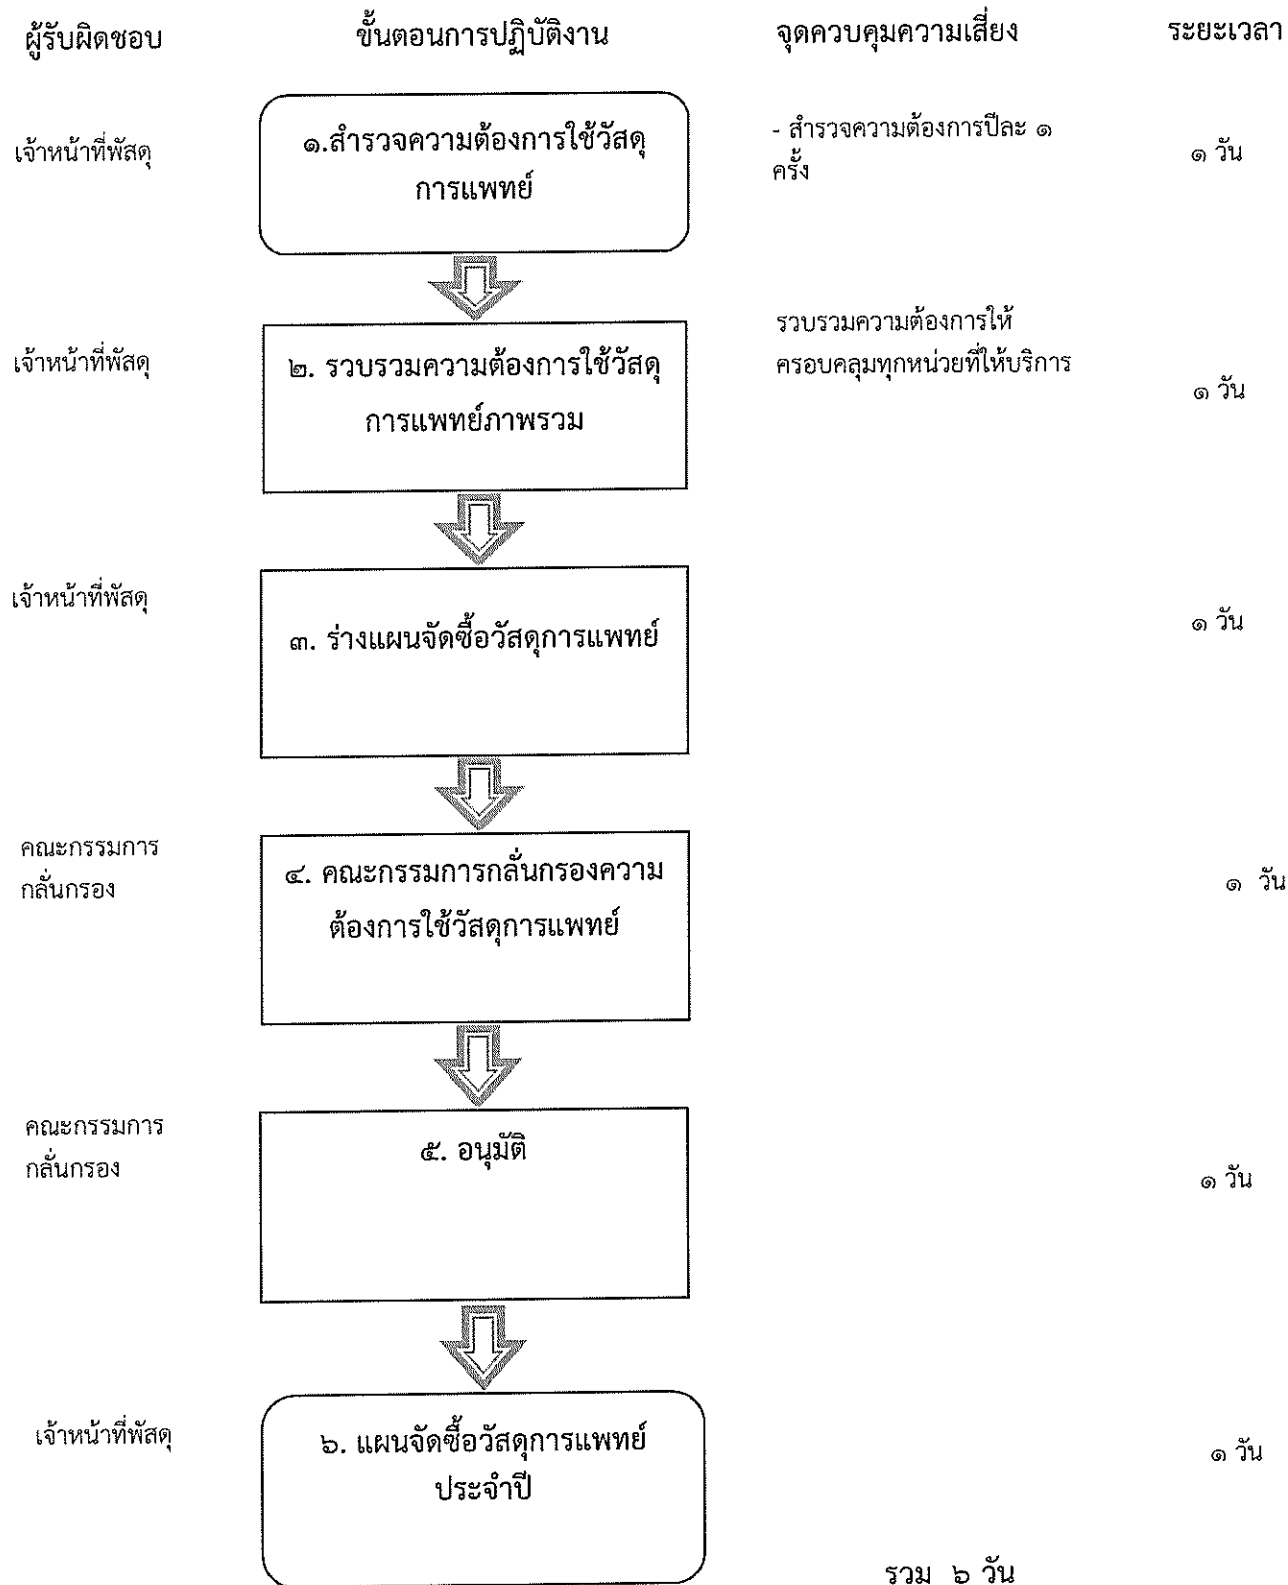 ผู้รับผิดชอบ ขั้นตอนการปฏิบัติงาน จุดควบคุมความเสี่ยง ระยะเวลา
เจ้าหน้าที่พัสดุ
๑.สำรวจความต้องการใช้วัสดุ
การแพทย์
- สำรวจความต้องการปีละ ๑
ครั้ง
๑ วัน
เจ้าหน้าที่พัสดุ
๒. รวบรวมความต้องการใช้วัสดุ
การแพทย์ภาพรวม
รวบรวมความต้องการให้
ครอบคลุมทุกหน่วยที่ให้บริการ
๑ วัน
เจ้าหน้าที่พัสดุ
๓. ร่างแผนจัดซื้อวัสดุการแพทย์
๑ วัน
คณะกรรมการ
กลั่นกรอง
๔. คณะกรรมการกลั่นกรองความ
ต้องการใช้วัสดุการแพทย์
๑ วัน
คณะกรรมการ
กลั่นกรอง
๕. อนุมัติ
๑ วัน
เจ้าหน้าที่พัสดุ
๖. แผนจัดซื้อวัสดุการแพทย์
ประจำปี
๑ วัน
รวม ๖ วัน